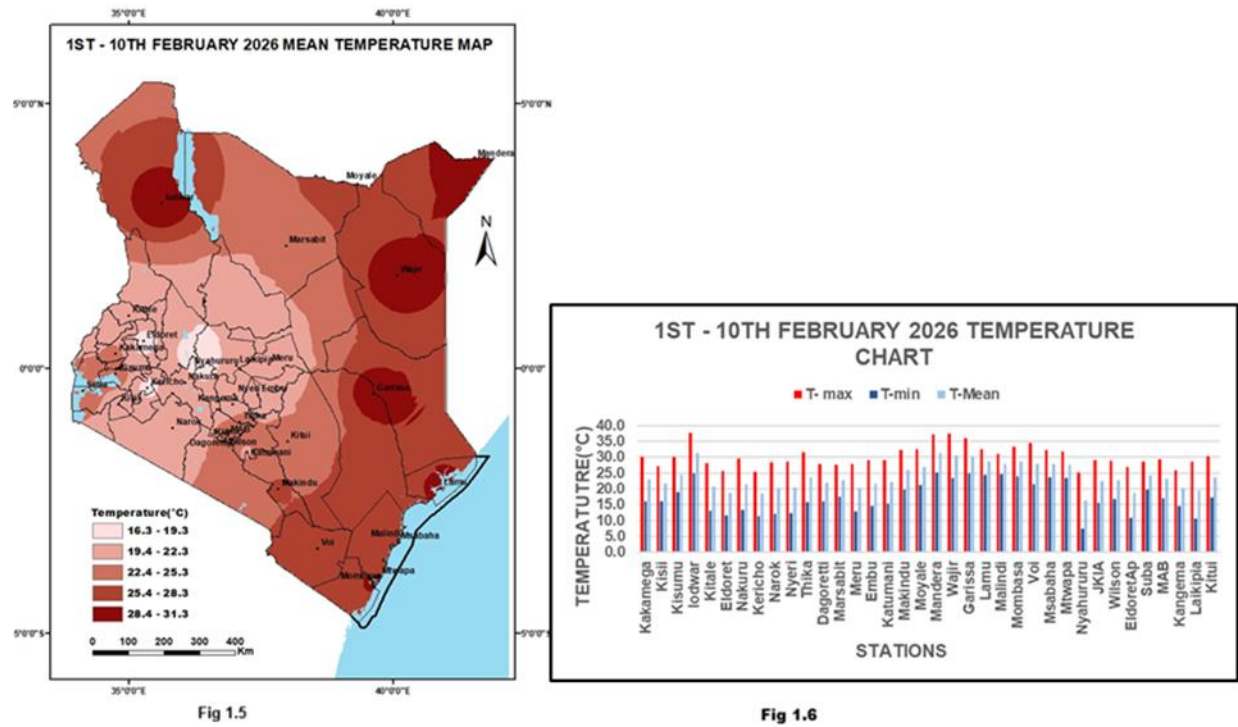 35°0'0"E 40°0'0"E
1ST - 10TH FEBRUARY 2026 MEAN TEMPERATURE MAP
5°0'0"N 5°0'0"N
Mandera
Moyale
N
Marsabit
Wajir
Kitale
Eldoret
Kakamega
Nyahururu Laikipia Meru
0°0'0" 0°0'0"
Kisumu
Suba Kericho Nakuru
Nyeri Embu Garissa
Kisii Kangema
Thika
Narok
Dagoretti Wilson Kitui
Katumani
Makindu
Lamu
Temperature(°C)
16.3 - 19.3
19.4 - 22.3
22.4 - 25.3
25.4 - 28.3
28.4 - 31.3
Voi
Malindi
Msabaha
Mtwapa
Mombasa
0 100 200 300 400
Km
5°0'0"S 5°0'0"S
35°0'0"E 40°0'0"E
Fig 1.5
1ST - 10TH FEBRUARY 2026 TEMPERATURE
CHART
T- max T-min T-Mean
TEMPERATUTRE(°C)
40.0
35.0
30.0
25.0
20.0
15.0
10.0
5.0
0.0
Kakamega
Kisii
Kisumu
lodwar
Kitale
Eldoret
Nakuru
Kericho
Narok
Nyeri
Thika
Dagoretti
Marsabit
Meru
Embu
Katumani
Makindu
Moyale
Mandera
Wajir
Garissa
Lamu
Malindi
Mombasa
Voi
Msabaha
Mtwapa
Nyahururu
JKIA
Wilson
EldoretAp
Suba
MAB
Kangema
Laikipia
Kitui
STATIONS
Fig 1.6